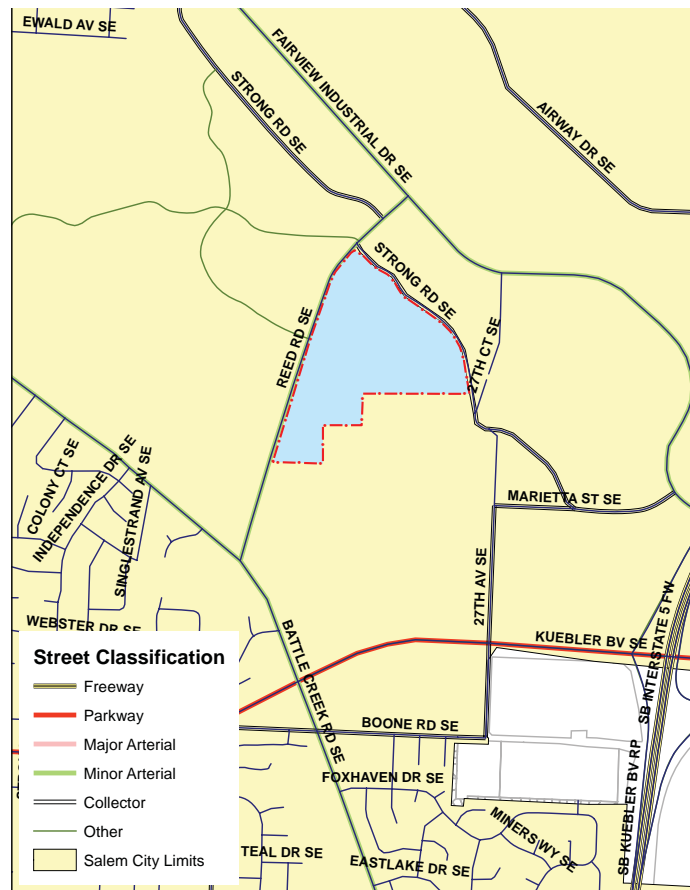 EWALD AV SE
STRONG RD SE
FAIRVIEW INDUSTRIAL DR SE
AIRWAY DR SE
STRONG RD SE
REED RD SE
27TH CT SE
COLONY CT SE
INDEPENDENCE DR SE
SINGLESTRAND AV SE
MARIETTA ST SE
27TH AV SE
WEBSTER DR SE
BATTLE CREEK RD SE
KUEBLER BV SE
SB INTERSTATE 5 FW
BOONE RD SE
FOXHAVEN DR SE
SB KUEBLER BV RP
MINERS WY SE
TEAL DR SE
EASTLAKE DR SE
Street Classification
Freeway
Parkway
Major Arterial
Minor Arterial
Collector
Other
Salem City Limits